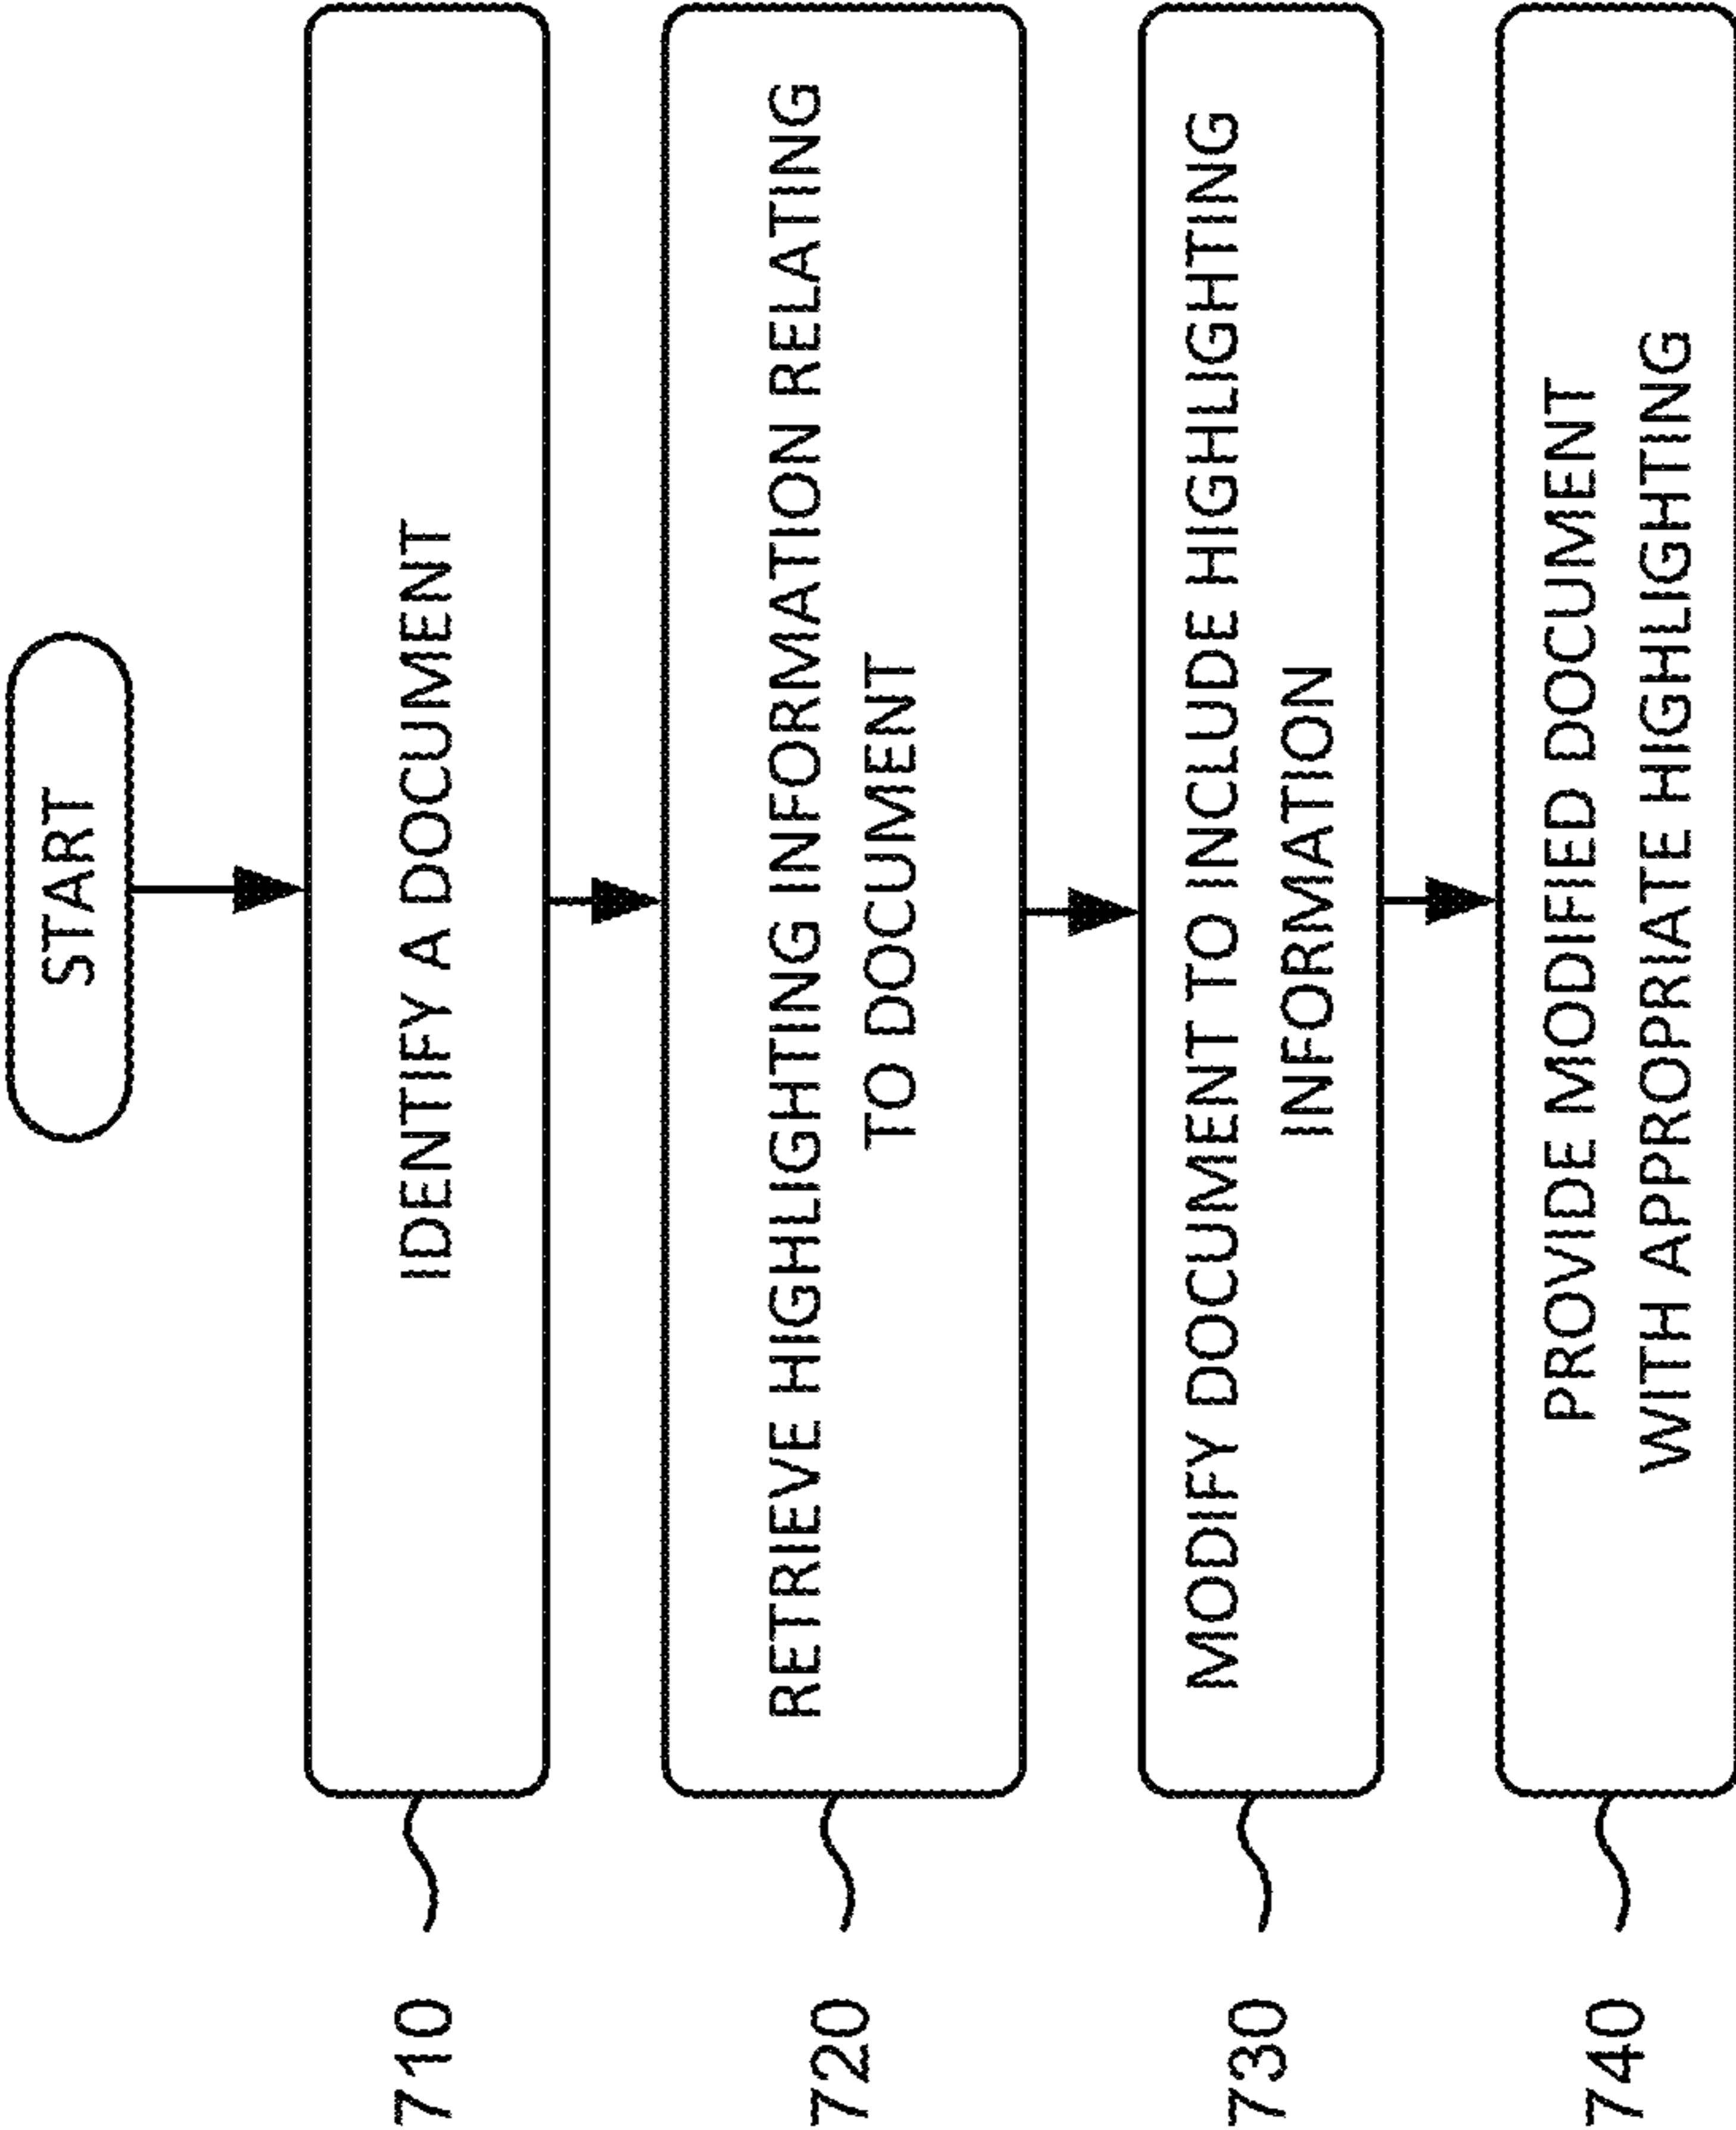 START
710
IDENTIFY A DOCUMENT
720
RETRIEVE HIGHLIGHTING INFORMATION RELATING
TO DOCUMENT
730
MODIFY DOCUMENT TO INCLUDE HIGHLIGHTING
INFORMATION
740
PROVIDE MODIFIED DOCUMENT
WITH APPROPRIATE HIGHLIGHTING